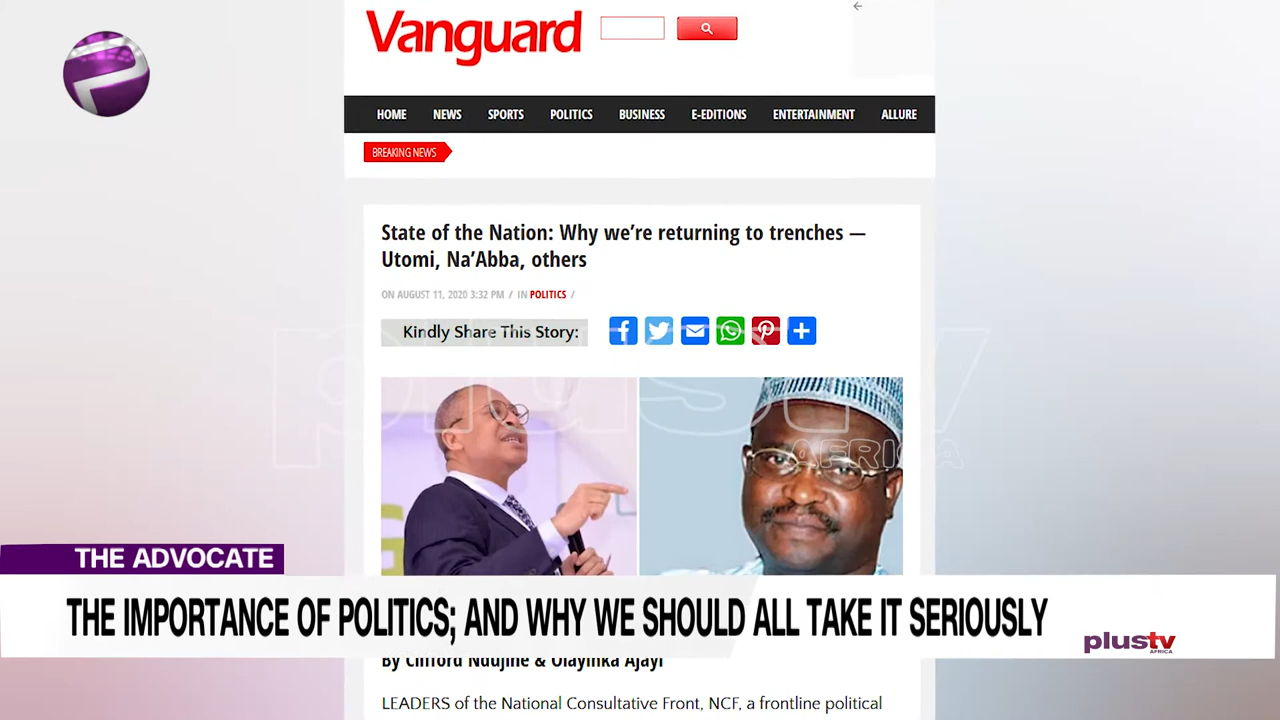 Vanguard
HOME NEWS SPORTS POLITICS BUSINESS E-EDITIONS ENTERTAINMENT ALLURE
BREAKING NEWS
State of the Nation: Why we’re returning to trenches —
Utomi, Na’Abba, others
ON AUGUST 11, 2020 3:32 PM / IN POLITICS /
Kindly Share This Story:
plustv
AFRICA
THE ADVOCATE
THE IMPORTANCE OF POLITICS; AND WHY WE SHOULD ALL TAKE IT SERIOUSLY
plustv
AFRICA
By Clifford Ndujihe & Olayinka Ajayi
LEADERS of the National Consultative Front, NCF, a frontline political